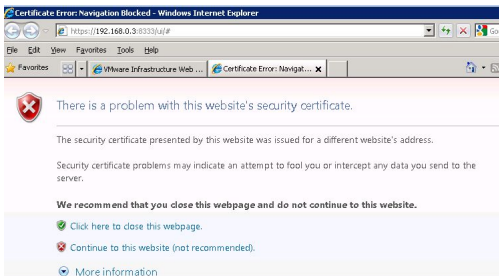 Certificate Error: Navigation Blocked - Windows Internet Explorer
https://192.168.0.3:8333/ui/#
File Edit View Favorites Tools Help
Favorites VMware Infrastructure Web ... Certificate Error: Navigat...
There is a problem with this website's security certificate.
The security certificate presented by this website was issued for a different website's address.
Security certificate problems may indicate an attempt to fool you or intercept any data you send to the
server.
We recommend that you close this webpage and do not continue to this website.
Click here to close this webpage.
Continue to this website (not recommended).
More information